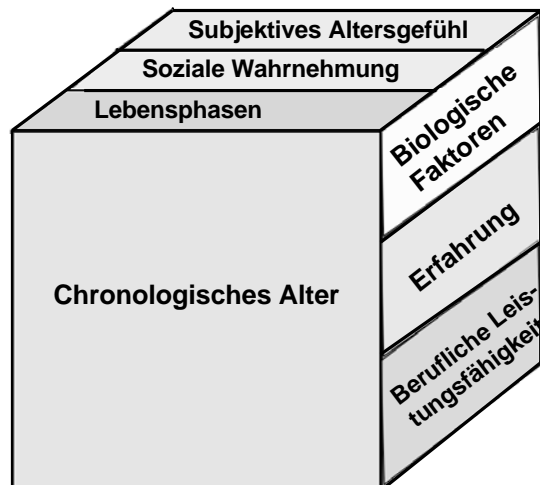 Subjektives Altersgefühl
Soziale Wahrnehmung
Lebensphasen
Biologische
Faktoren
Chronologisches Alter
Erfahrung
Berufliche Leis-
tungsfähigkeit